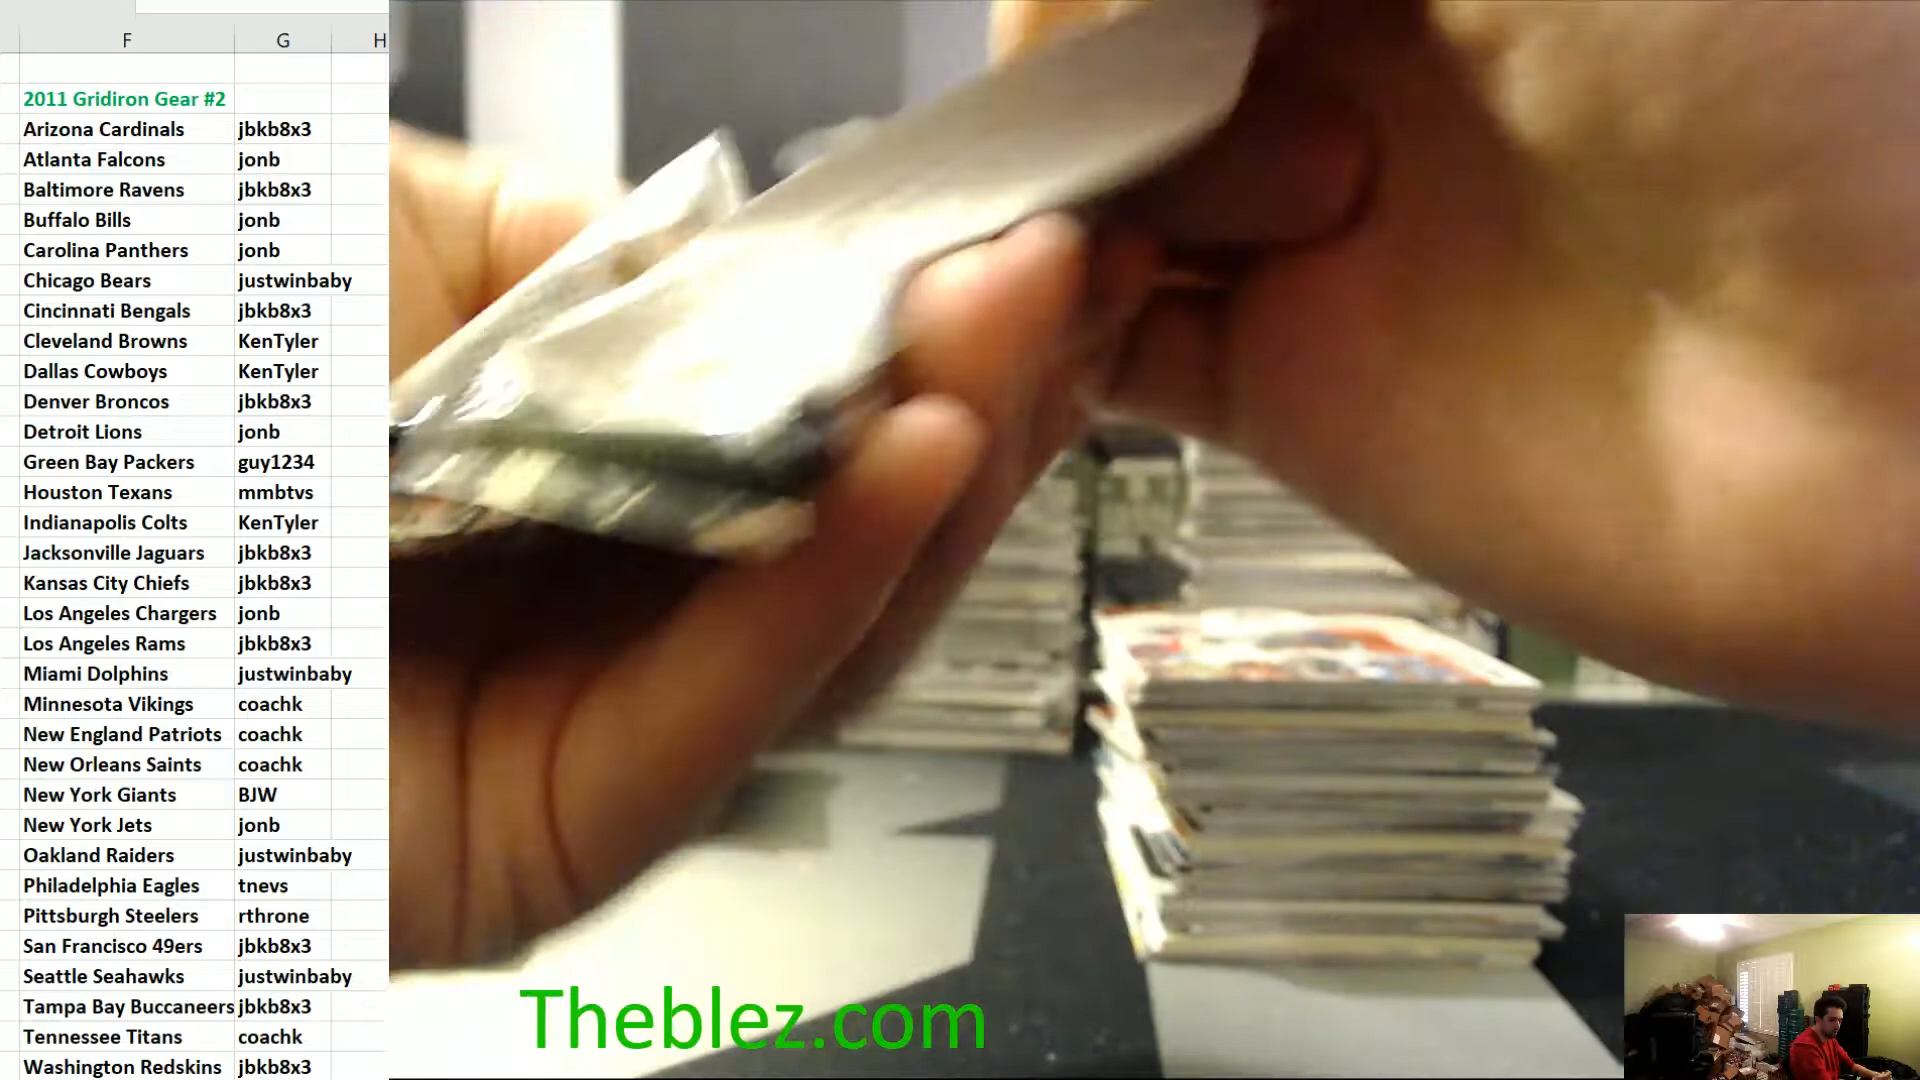 F G H
2011 Gridiron Gear #2
Arizona Cardinals jbkb8x3
Atlanta Falcons jonb
Baltimore Ravens jbkb8x3
Buffalo Bills jonb
Carolina Panthers jonb
Chicago Bears justwinbaby
Cincinnati Bengals jbkb8x3
Cleveland Browns KenTyler
Dallas Cowboys KenTyler
Denver Broncos jbkb8x3
Detroit Lions jonb
Green Bay Packers guy1234
Houston Texans mmbtvs
Indianapolis Colts KenTyler
Jacksonville Jaguars jbkb8x3
Kansas City Chiefs jbkb8x3
Los Angeles Chargers jonb
Los Angeles Rams jbkb8x3
Miami Dolphins justwinbaby
Minnesota Vikings coachk
New England Patriots coachk
New Orleans Saints coachk
New York Giants BJW
New York Jets jonb
Oakland Raiders justwinbaby
Philadelphia Eagles tnevs
Pittsburgh Steelers rthrone
San Francisco 49ers jbkb8x3
Seattle Seahawks justwinbaby
Tampa Bay Buccaneers jbkb8x3
Tennessee Titans coachk
Washington Redskins jbkb8x3
Theblez.com